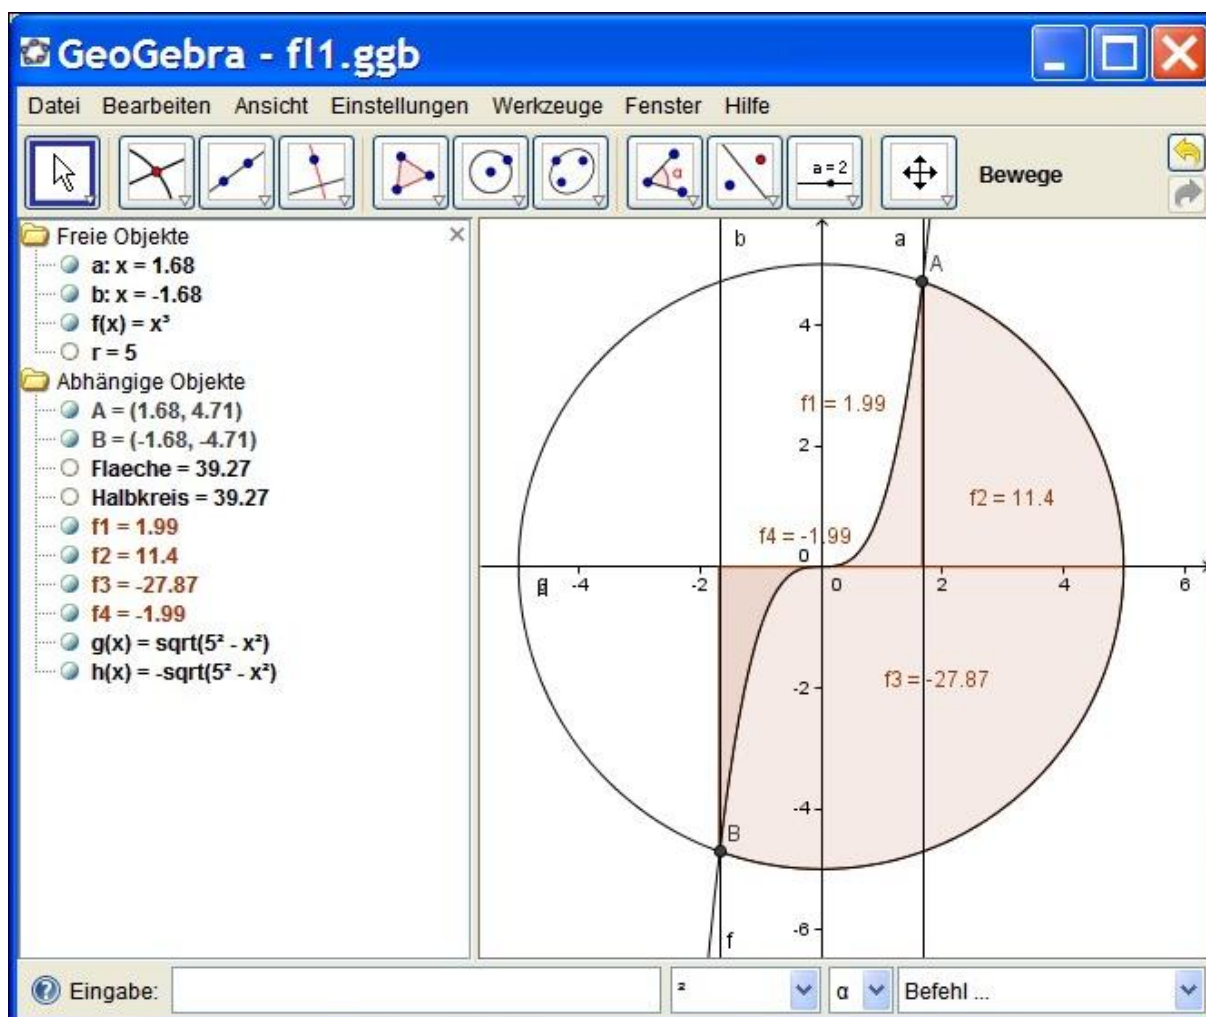 GeoGebra - fl1.ggb
Datei Bearbeiten Ansicht Einstellungen Werkzeuge Fenster Hilfe
a = 2
α
Bewege
Freie Objekte
a: x = 1.68
b: x = -1.68
f(x) = x³
r = 5
Abhängige Objekte
A = (1.68, 4.71)
B = (-1.68, -4.71)
Flaeche = 39.27
Halbkreis = 39.27
f1 = 1.99
f2 = 11.4
f3 = -27.87
f4 = -1.99
g(x) = sqrt(5² - x²)
h(x) = -sqrt(5² - x²)
b a
A
4
f1 = 1.99
2
f2 = 11.4
f4 = -1.99
0
-4 -2 0 2 4 6
-2
f3 = -27.87
-4
B
-6
f
Eingabe: ² α Befehl ...